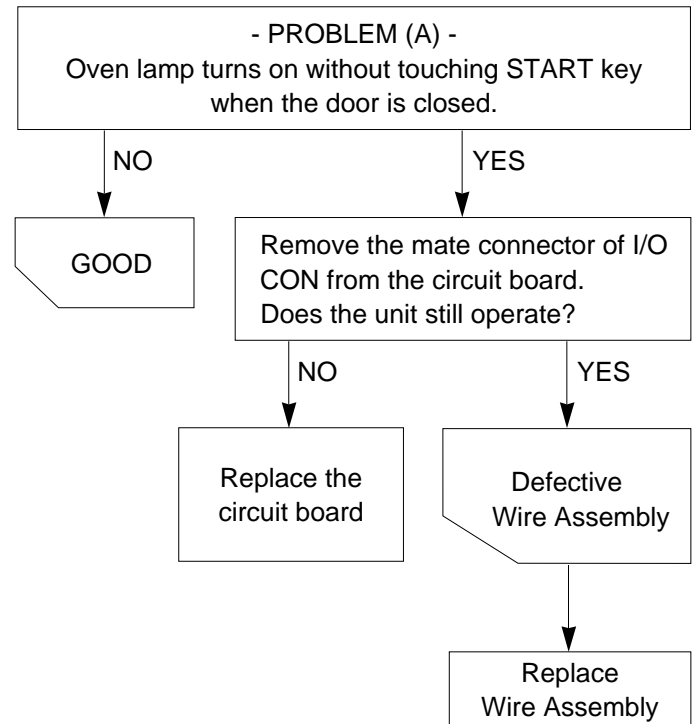 - PROBLEM (A) -
Oven lamp turns on without touching START key
when the door is closed.
NO
YES
GOOD
Remove the mate connector of I/O
CON from the circuit board.
Does the unit still operate?
NO
YES
Replace the
circuit board
Defective
Wire Assembly
Replace
Wire Assembly